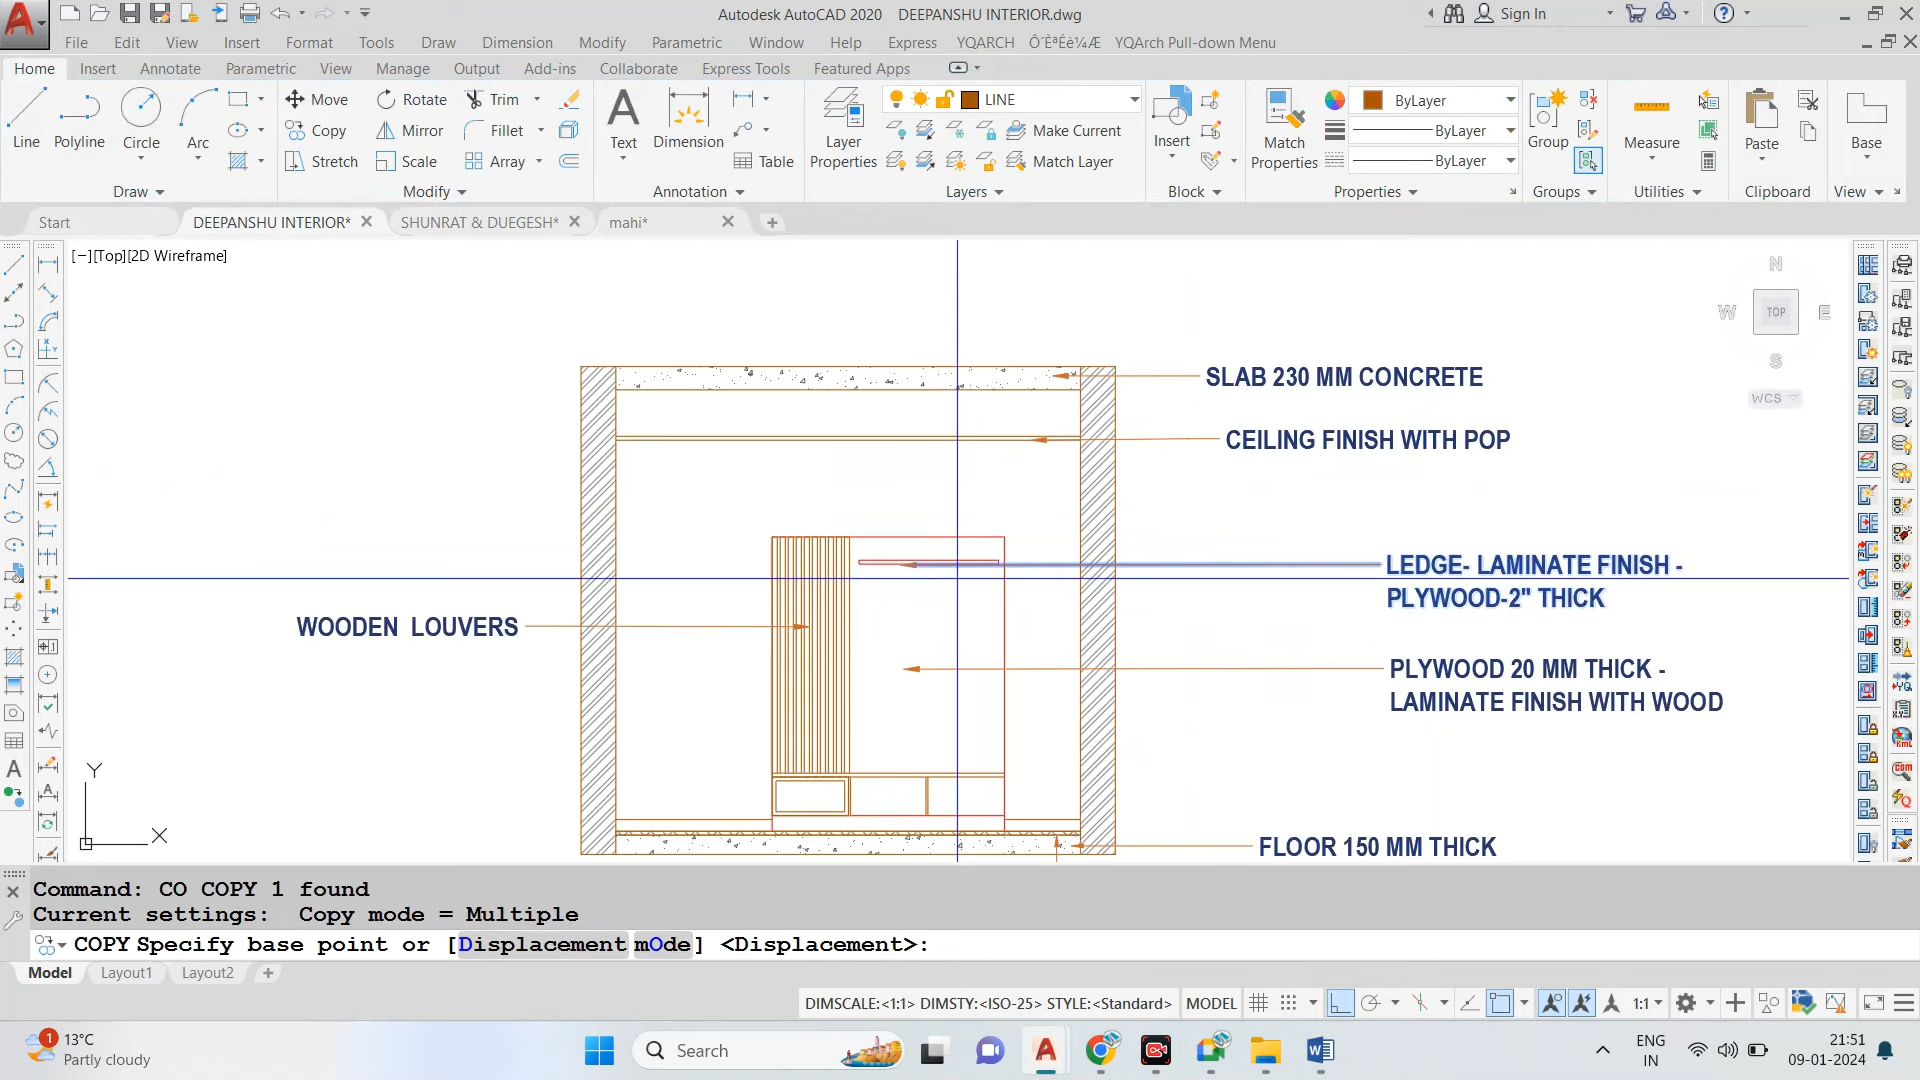 Autodesk AutoCAD 2020 DEEPANSHU INTERIOR.dwg
Sign In
File Edit View Insert Format Tools Draw Dimension Modify Parametric Window Help Express YQARCH Ô´È³Éè¼Æ YQArch Pull-down Menu
Home Insert Annotate Parametric View Manage Output Add-ins Collaborate Express Tools Featured Apps
Line Polyline Circle Arc
Move Rotate Trim
Copy Mirror Fillet
Stretch Scale Array
Text Dimension Table
Layer Properties
LINE
Make Current
Match Layer
Insert
Match Properties
ByLayer
ByLayer
ByLayer
Group Measure Paste Base
Draw Modify Annotation Layers Block Properties Groups Utilities Clipboard View
Start DEEPANSHU INTERIOR* SHUNRAT & DUEGESH* mahi*
[−][Top][2D Wireframe]
N
W TOP E
S
WCS
SLAB 230 MM CONCRETE
CEILING FINISH WITH POP
LEDGE- LAMINATE FINISH -
PLYWOOD-2" THICK
WOODEN LOUVERS
PLYWOOD 20 MM THICK -
LAMINATE FINISH WITH WOOD
FLOOR 150 MM THICK
Y
X
Command: CO COPY 1 found
Current settings: Copy mode = Multiple
COPY Specify base point or [Displacement mOde] <Displacement>:
Model Layout1 Layout2
DIMSCALE:<1:1> DIMSTY:<ISO-25> STYLE:<Standard> MODEL 1:1
1
13°C
Partly cloudy
Search
ENG
IN
21:51
09-01-2024